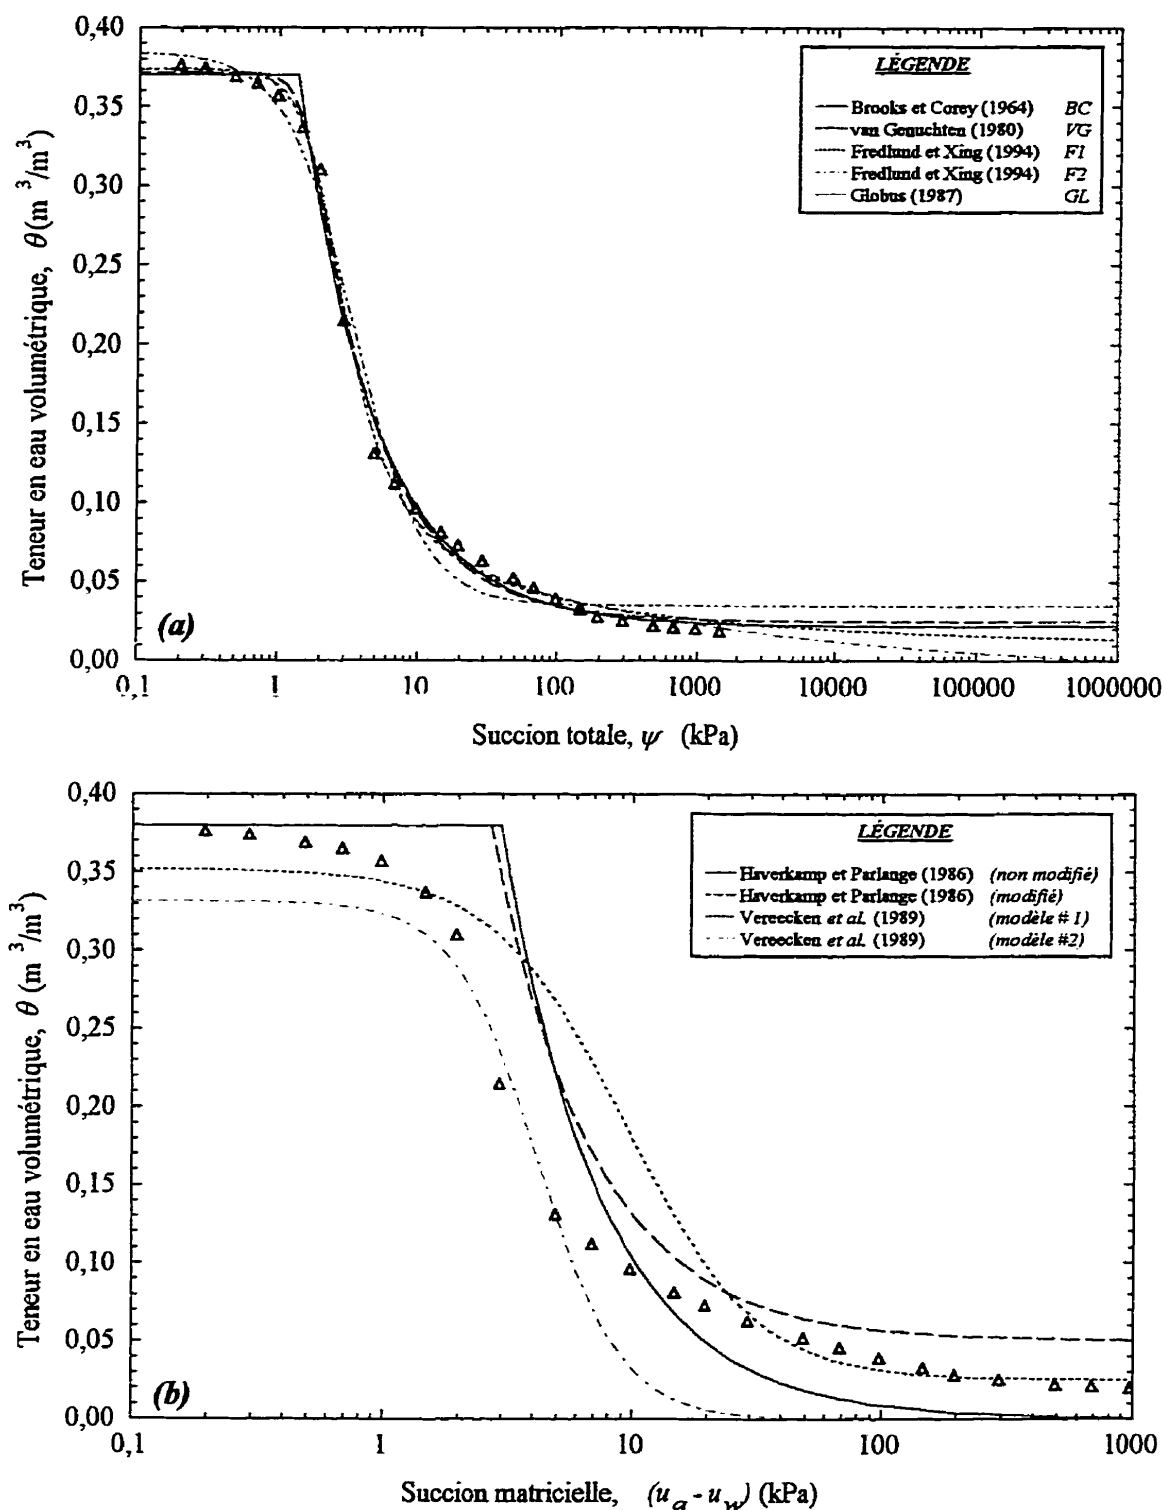 0,40
0,35
0,30
0,25
0,20
0,15
0,10
0,05
0,00
Teneur en eau volumétrique, θ(m³/m³)
LÉGENDE
Brooks et Corey (1964) BC
van Genuchten (1980) VG
Fredlund et Xing (1994) F1
Fredlund et Xing (1994) F2
Globus (1987) GL
(a)
0,1 1 10 100 1000 10000 100000 1000000
Succion totale, ψ (kPa)
0,40
0,35
0,30
0,25
0,20
0,15
0,10
0,05
0,00
Teneur en eau volumétrique, θ (m³/m³)
LÉGENDE
Haverkamp et Parlange (1986) (non modifié)
Haverkamp et Parlange (1986) (modifié)
Vereecken et al. (1989) (modèle #1)
Vereecken et al. (1989) (modèle #2)
(b)
0,1 1 10 100 1000
Succion matricielle, (u_a - u_w) (kPa)